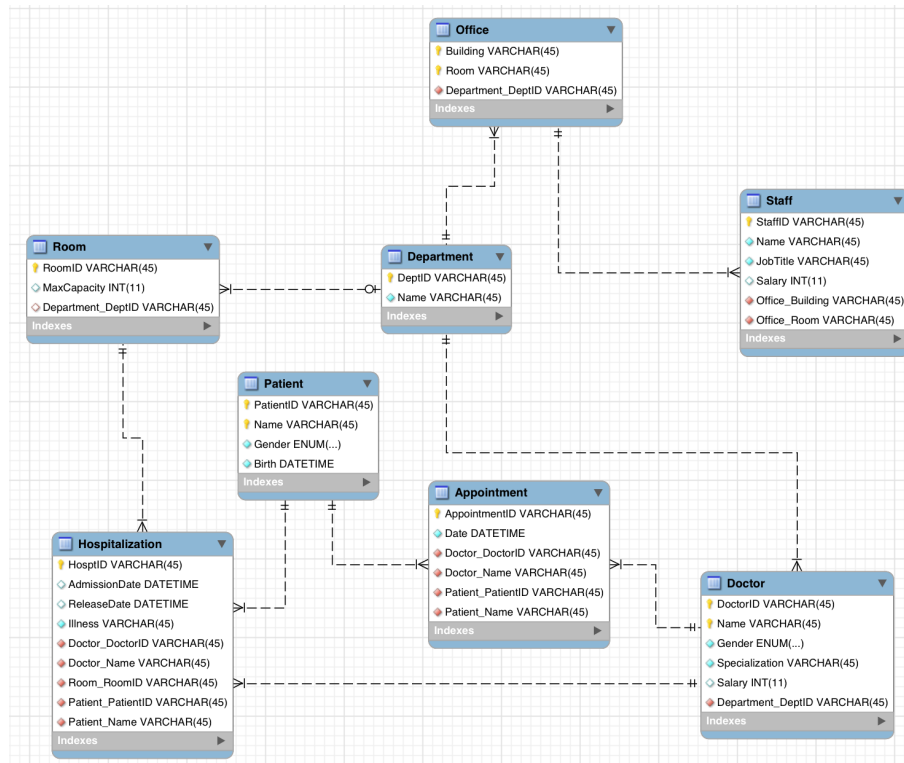 Office
Building VARCHAR(45)
Room VARCHAR(45)
Department_DeptID VARCHAR(45)
Indexes
Staff
StaffID VARCHAR(45)
Name VARCHAR(45)
JobTitle VARCHAR(45)
Salary INT(11)
Office_Building VARCHAR(45)
Office_Room VARCHAR(45)
Indexes
Room
RoomID VARCHAR(45)
MaxCapacity INT(11)
Department_DeptID VARCHAR(45)
Indexes
Department
DeptID VARCHAR(45)
Name VARCHAR(45)
Indexes
Patient
PatientID VARCHAR(45)
Name VARCHAR(45)
Gender ENUM(...)
Birth DATETIME
Indexes
Appointment
AppointmentID VARCHAR(45)
Date DATETIME
Doctor_DoctorID VARCHAR(45)
Doctor_Name VARCHAR(45)
Patient_PatientID VARCHAR(45)
Patient_Name VARCHAR(45)
Indexes
Hospitalization
HosptID VARCHAR(45)
AdmissionDate DATETIME
ReleaseDate DATETIME
Illness VARCHAR(45)
Doctor_DoctorID VARCHAR(45)
Doctor_Name VARCHAR(45)
Room_RoomID VARCHAR(45)
Patient_PatientID VARCHAR(45)
Patient_Name VARCHAR(45)
Indexes
Doctor
DoctorID VARCHAR(45)
Name VARCHAR(45)
Gender ENUM(...)
Specialization VARCHAR(45)
Salary INT(11)
Department_DeptID VARCHAR(45)
Indexes